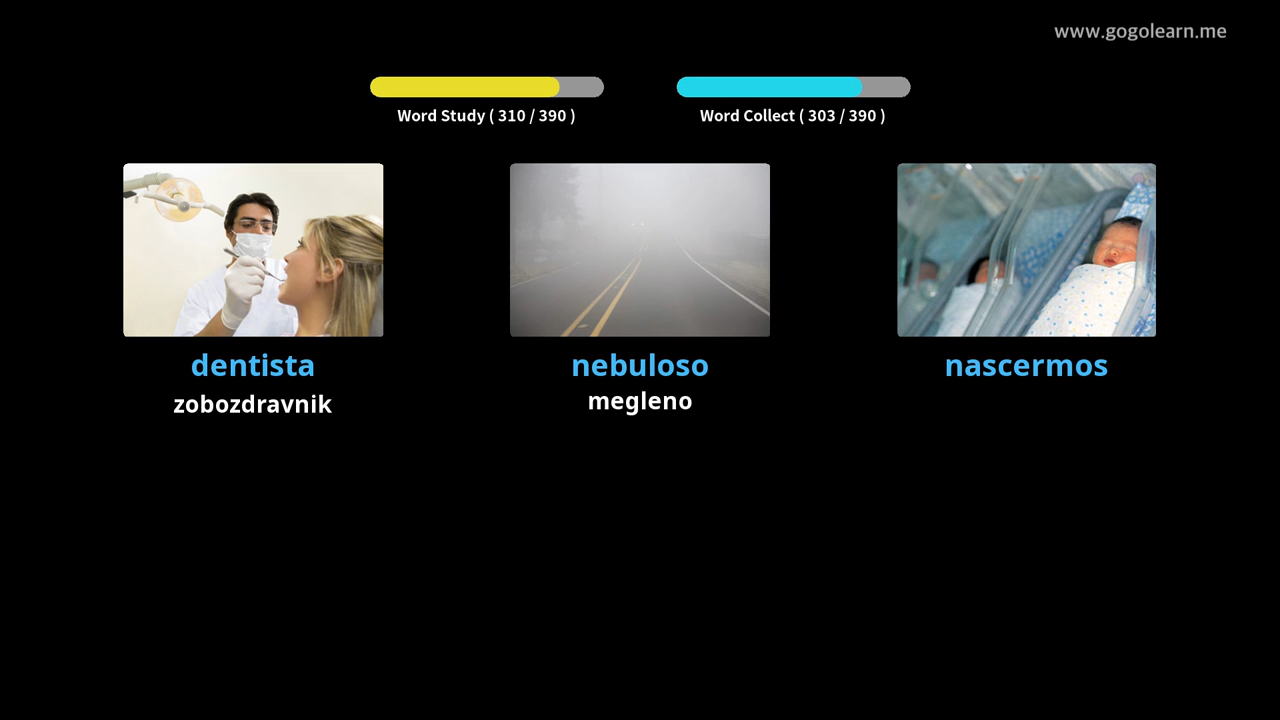 www.gogolearn.me
Word Study ( 310 / 390 )
Word Collect ( 303 / 390 )
dentista
zobozdravnik
nebuloso
megleno
nascermos